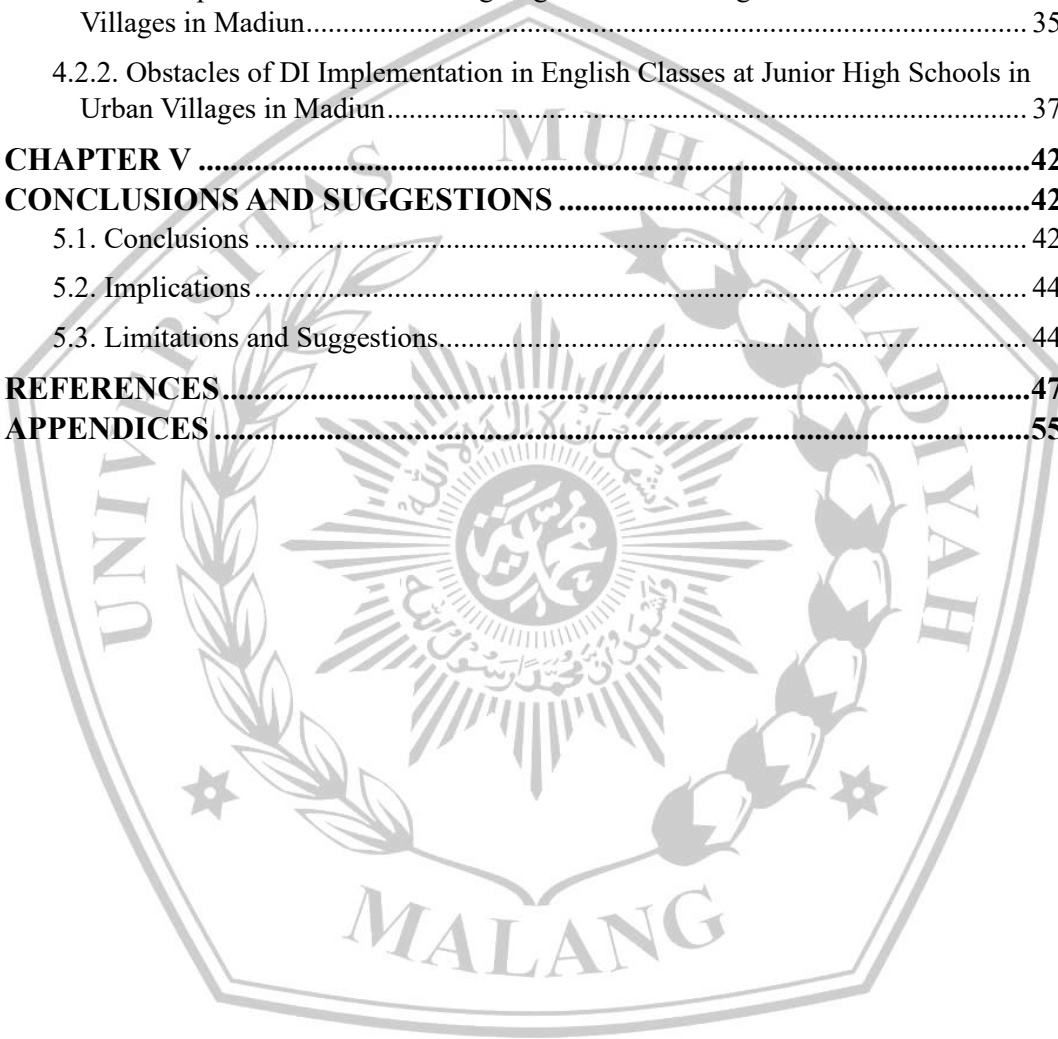 Villages in Madiun.......... 35
4.2.2. Obstacles of DI Implementation in English Classes at Junior High Schools in
Urban Villages in Madiun.......... 37
CHAPTER V .......... 42
CONCLUSIONS AND SUGGESTIONS .......... 42
5.1. Conclusions .......... 42
5.2. Implications .......... 44
5.3. Limitations and Suggestions.......... 44
REFERENCES.......... 47
APPENDICES .......... 55
UNIVERSITAS MUHAMMADIYAH
MALANG